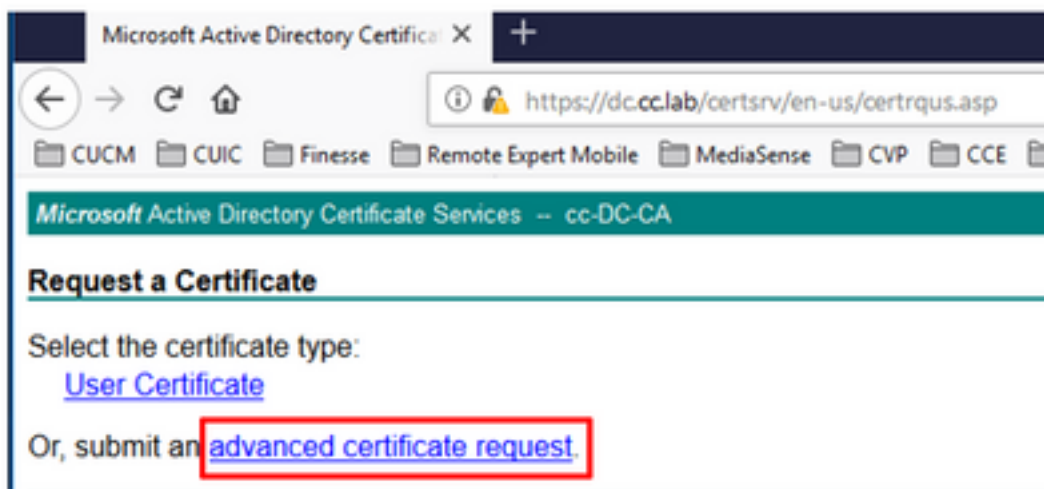 Microsoft Active Directory Certifica
https://dc.cc.lab/certsrv/en-us/certrqus.asp
CUCM CUIC Finesse Remote Expert Mobile MediaSense CVP CCE
Microsoft Active Directory Certificate Services -- cc-DC-CA
Request a Certificate
Select the certificate type:
User Certificate
Or, submit an advanced certificate request.